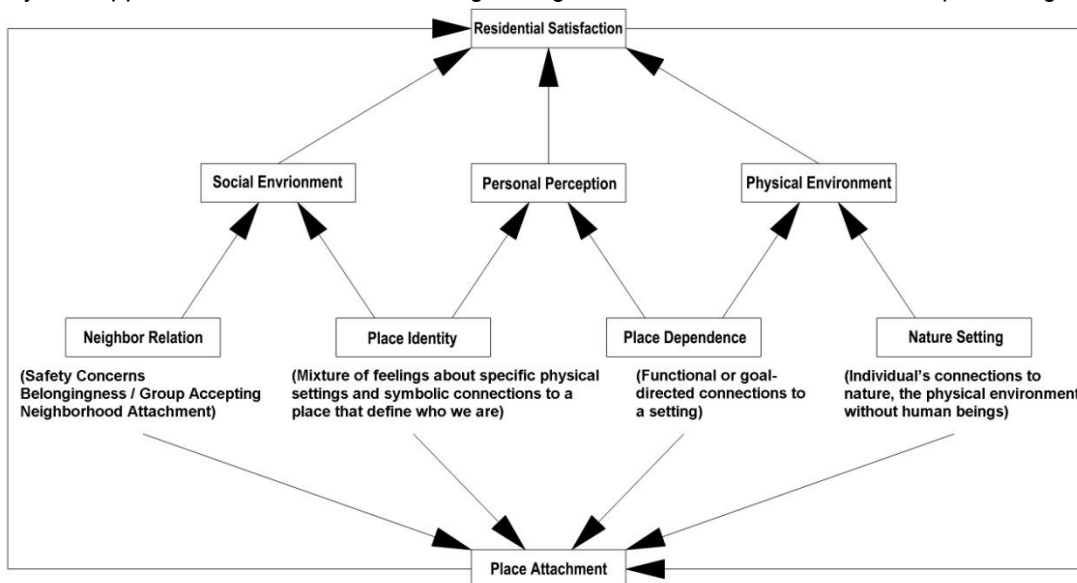 Residential Satisfaction
Social Envrionment
Personal Perception
Physical Environment
Neighbor Relation
Place Identity
Place Dependence
Nature Setting
(Safety Concerns
Belongingness / Group Accepting
Neighborhood Attachment)
(Mixture of feelings about specific physical
settings and symbolic connections to a
place that define who we are)
(Functional or goal-
directed connections to
a setting)
(Individual's connections to
nature, the physical environment
without human beings)
Place Attachment